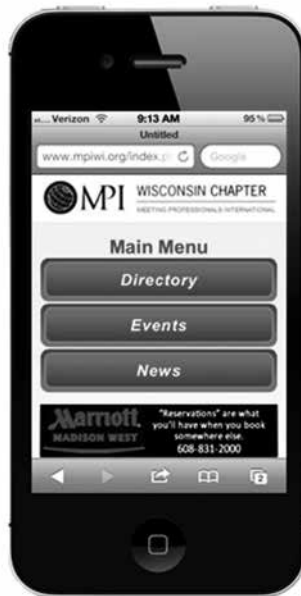 Verizon 9:13 AM 95%
Untitled
www.mpiwi.org/index.p Google
MPI WISCONSIN CHAPTER
MEETING PROFESSIONALS INTERNATIONAL
Main Menu
Directory
Events
News
Marriott
MADISON WEST
"Reservations" are what
you'll have when you book
somewhere else.
608-831-2000
2